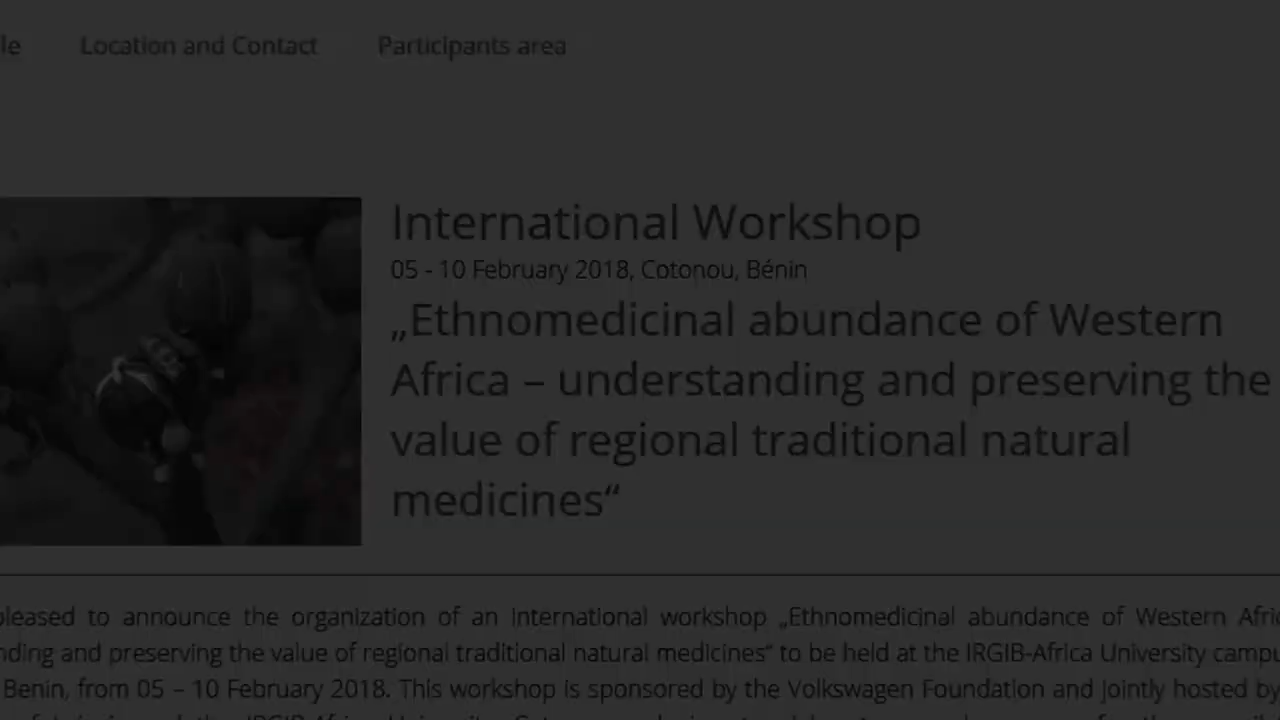 le Location and Contact Participants area
International Workshop
05 - 10 February 2018, Cotonou, Bénin
„Ethnomedicinal abundance of Western
Africa – understanding and preserving the
value of regional traditional natural
medicines“
pleased to announce the organization of an International workshop „Ethnomedicinal abundance of Western Afri
nding and preserving the value of regional traditional natural medicines“ to be held at the IRGIB-Africa University campu
Benin, from 05 – 10 February 2018. This workshop is sponsored by the Volkswagen Foundation and jointly hosted by